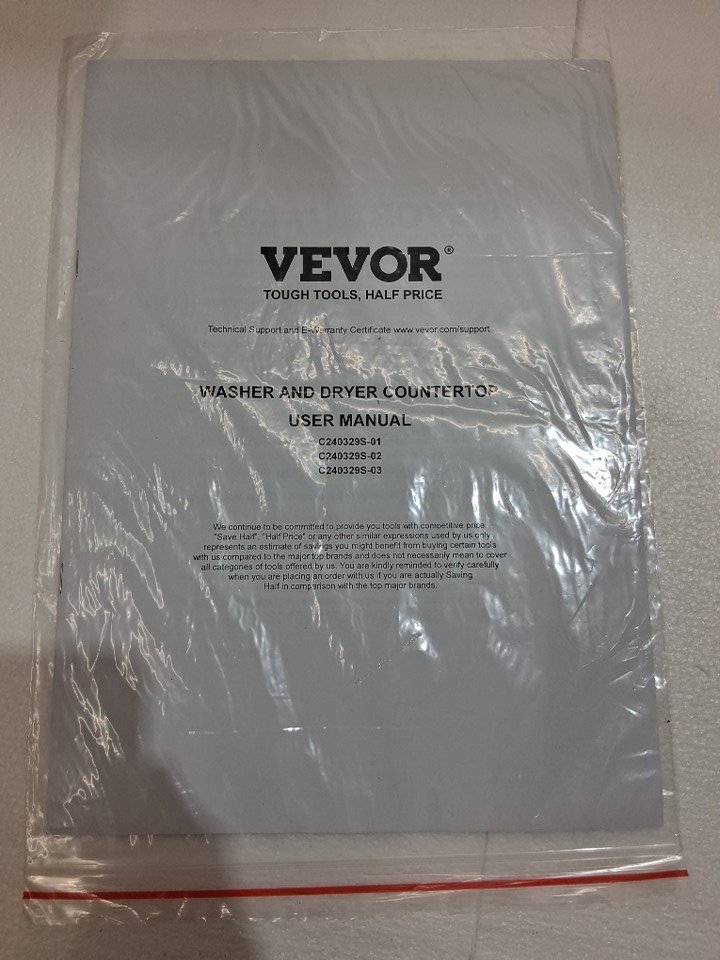 VEVOR®
TOUGH TOOLS, HALF PRICE
Technical Support and E-Warranty Certificate www.vevor.com/support
WASHER AND DRYER COUNTERTOP
USER MANUAL
C240329S-01
C240329S-02
C240329S-03
We continue to be committed to provide you tools with competitive price.
"Save Half", "Half Price" or any other similar expressions used by us only
represents an estimate of savings you might benefit from buying certain tools
with us compared to the major top brands and does not necessarily mean to cover
all categories of tools offered by us. You are kindly reminded to verify carefully
when you are placing an order with us if you are actually Saving
Half in comparison with the top major brands.